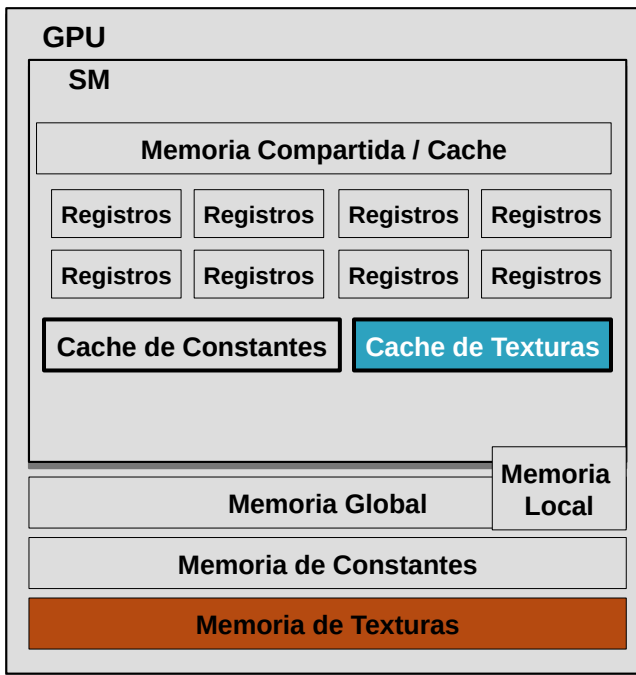 GPU
SM
Memoria Compartida / Cache
Registros Registros Registros Registros
Registros Registros Registros Registros
Cache de Constantes Cache de Texturas
Memoria
Local
Memoria Global
Memoria de Constantes
Memoria de Texturas